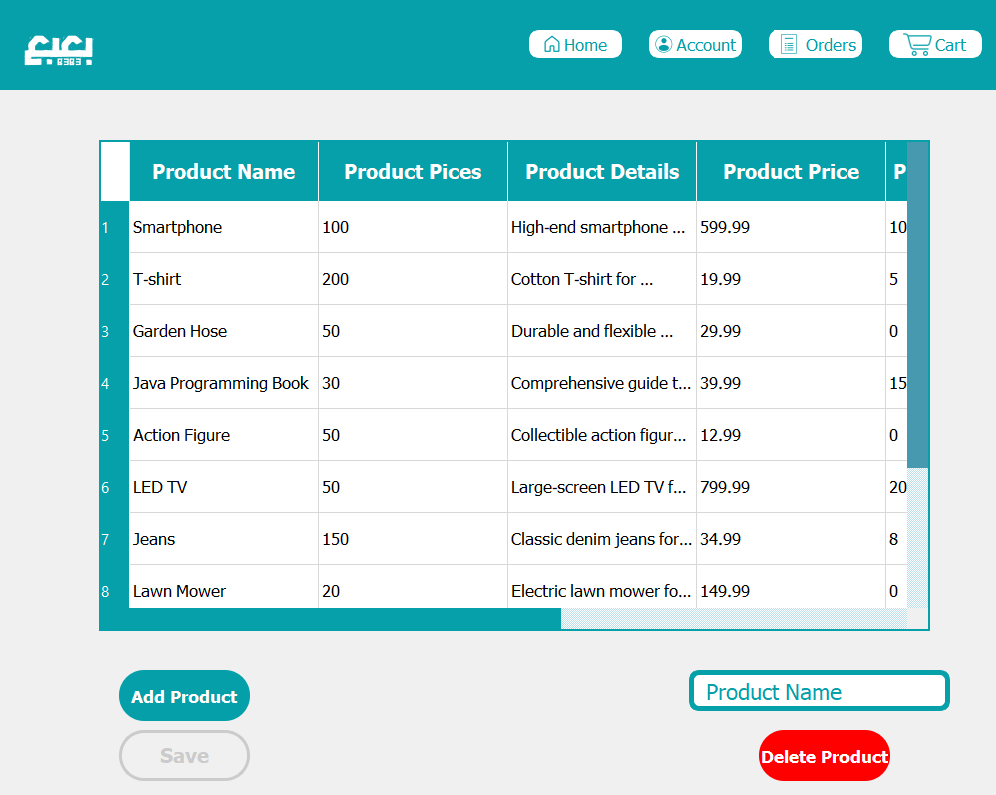 Home Account Orders Cart
Product Name Product Pices Product Details Product Price P
1 Smartphone 100 High-end smartphone ... 599.99 10
2 T-shirt 200 Cotton T-shirt for ... 19.99 5
3 Garden Hose 50 Durable and flexible ... 29.99 0
4 Java Programming Book 30 Comprehensive guide t... 39.99 15
5 Action Figure 50 Collectible action figur... 12.99 0
6 LED TV 50 Large-screen LED TV f... 799.99 20
7 Jeans 150 Classic denim jeans for... 34.99 8
8 Lawn Mower 20 Electric lawn mower fo... 149.99 0
Add Product Product Name
Save Delete Product